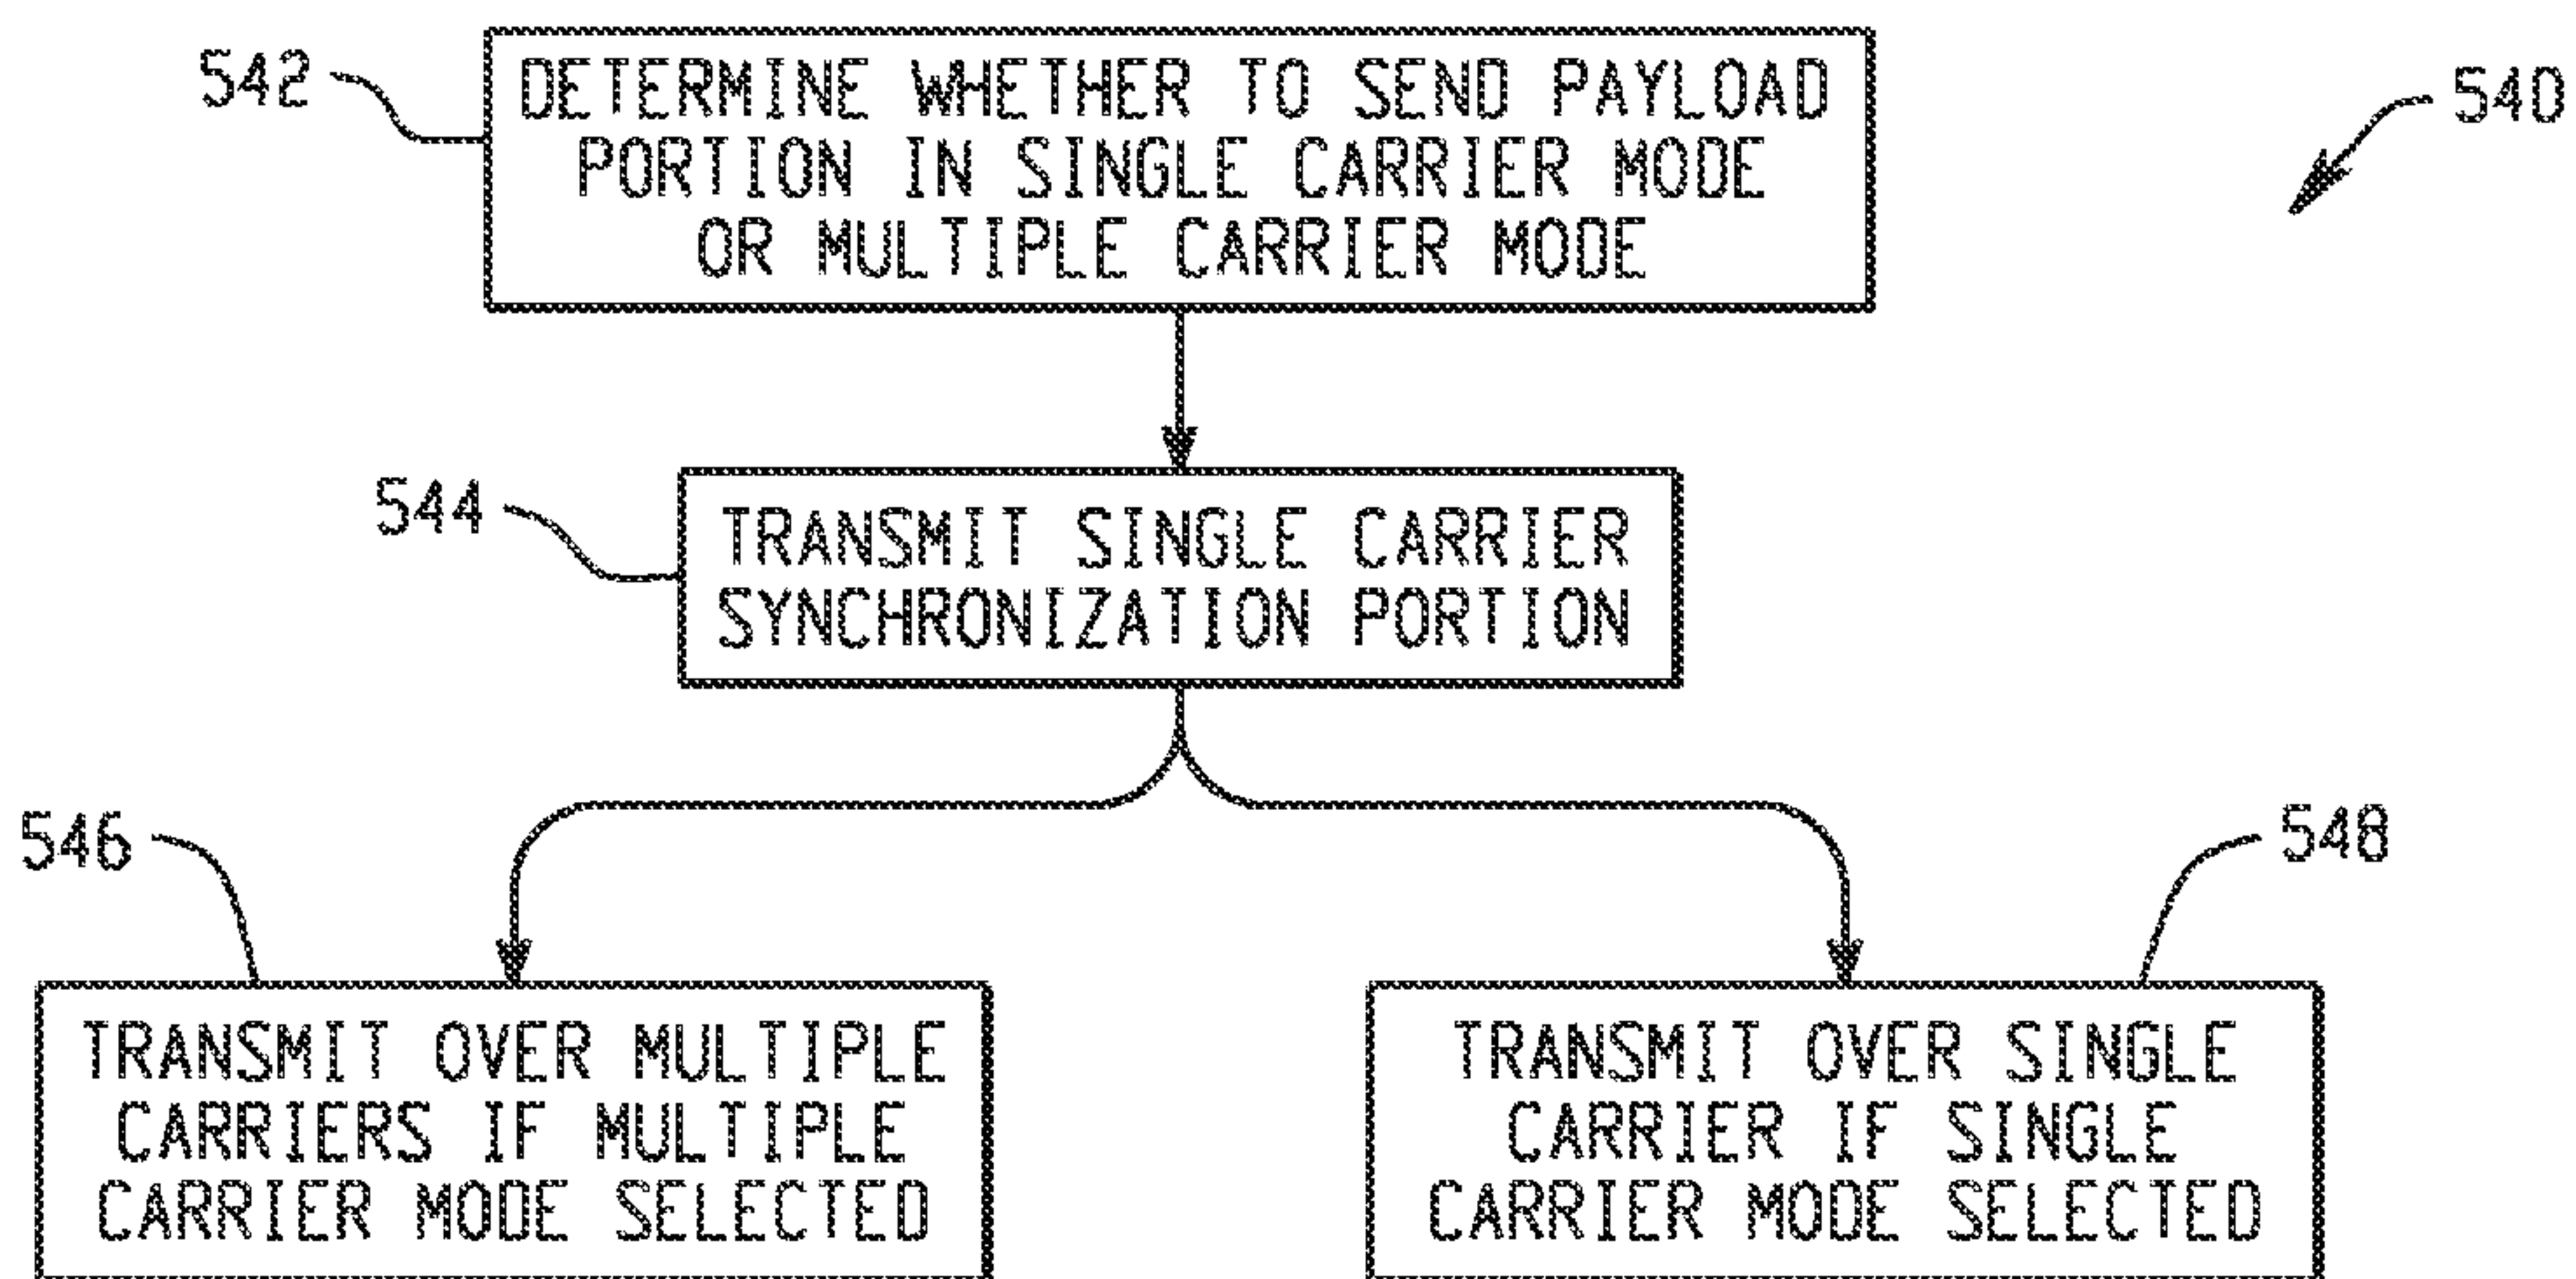 542
DETERMINE WHETHER TO SEND PAYLOAD
PORTION IN SINGLE CARRIER MODE
OR MULTIPLE CARRIER MODE
540
544
TRANSMIT SINGLE CARRIER
SYNCHRONIZATION PORTION
546
548
TRANSMIT OVER MULTIPLE
CARRIERS IF MULTIPLE
CARRIER MODE SELECTED
TRANSMIT OVER SINGLE
CARRIER IF SINGLE
CARRIER MODE SELECTED